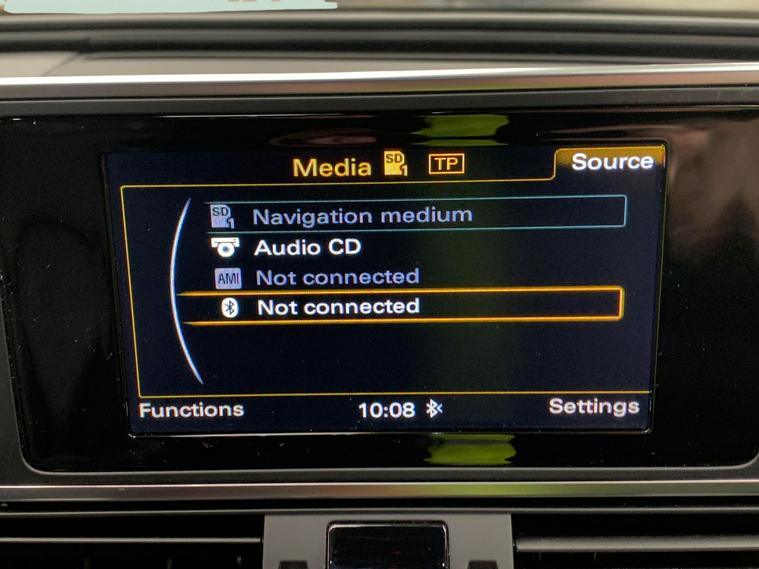 Media SD 1 TP Source
SD 1 Navigation medium
Audio CD
AMI Not connected
Not connected
Functions 10:08 Settings